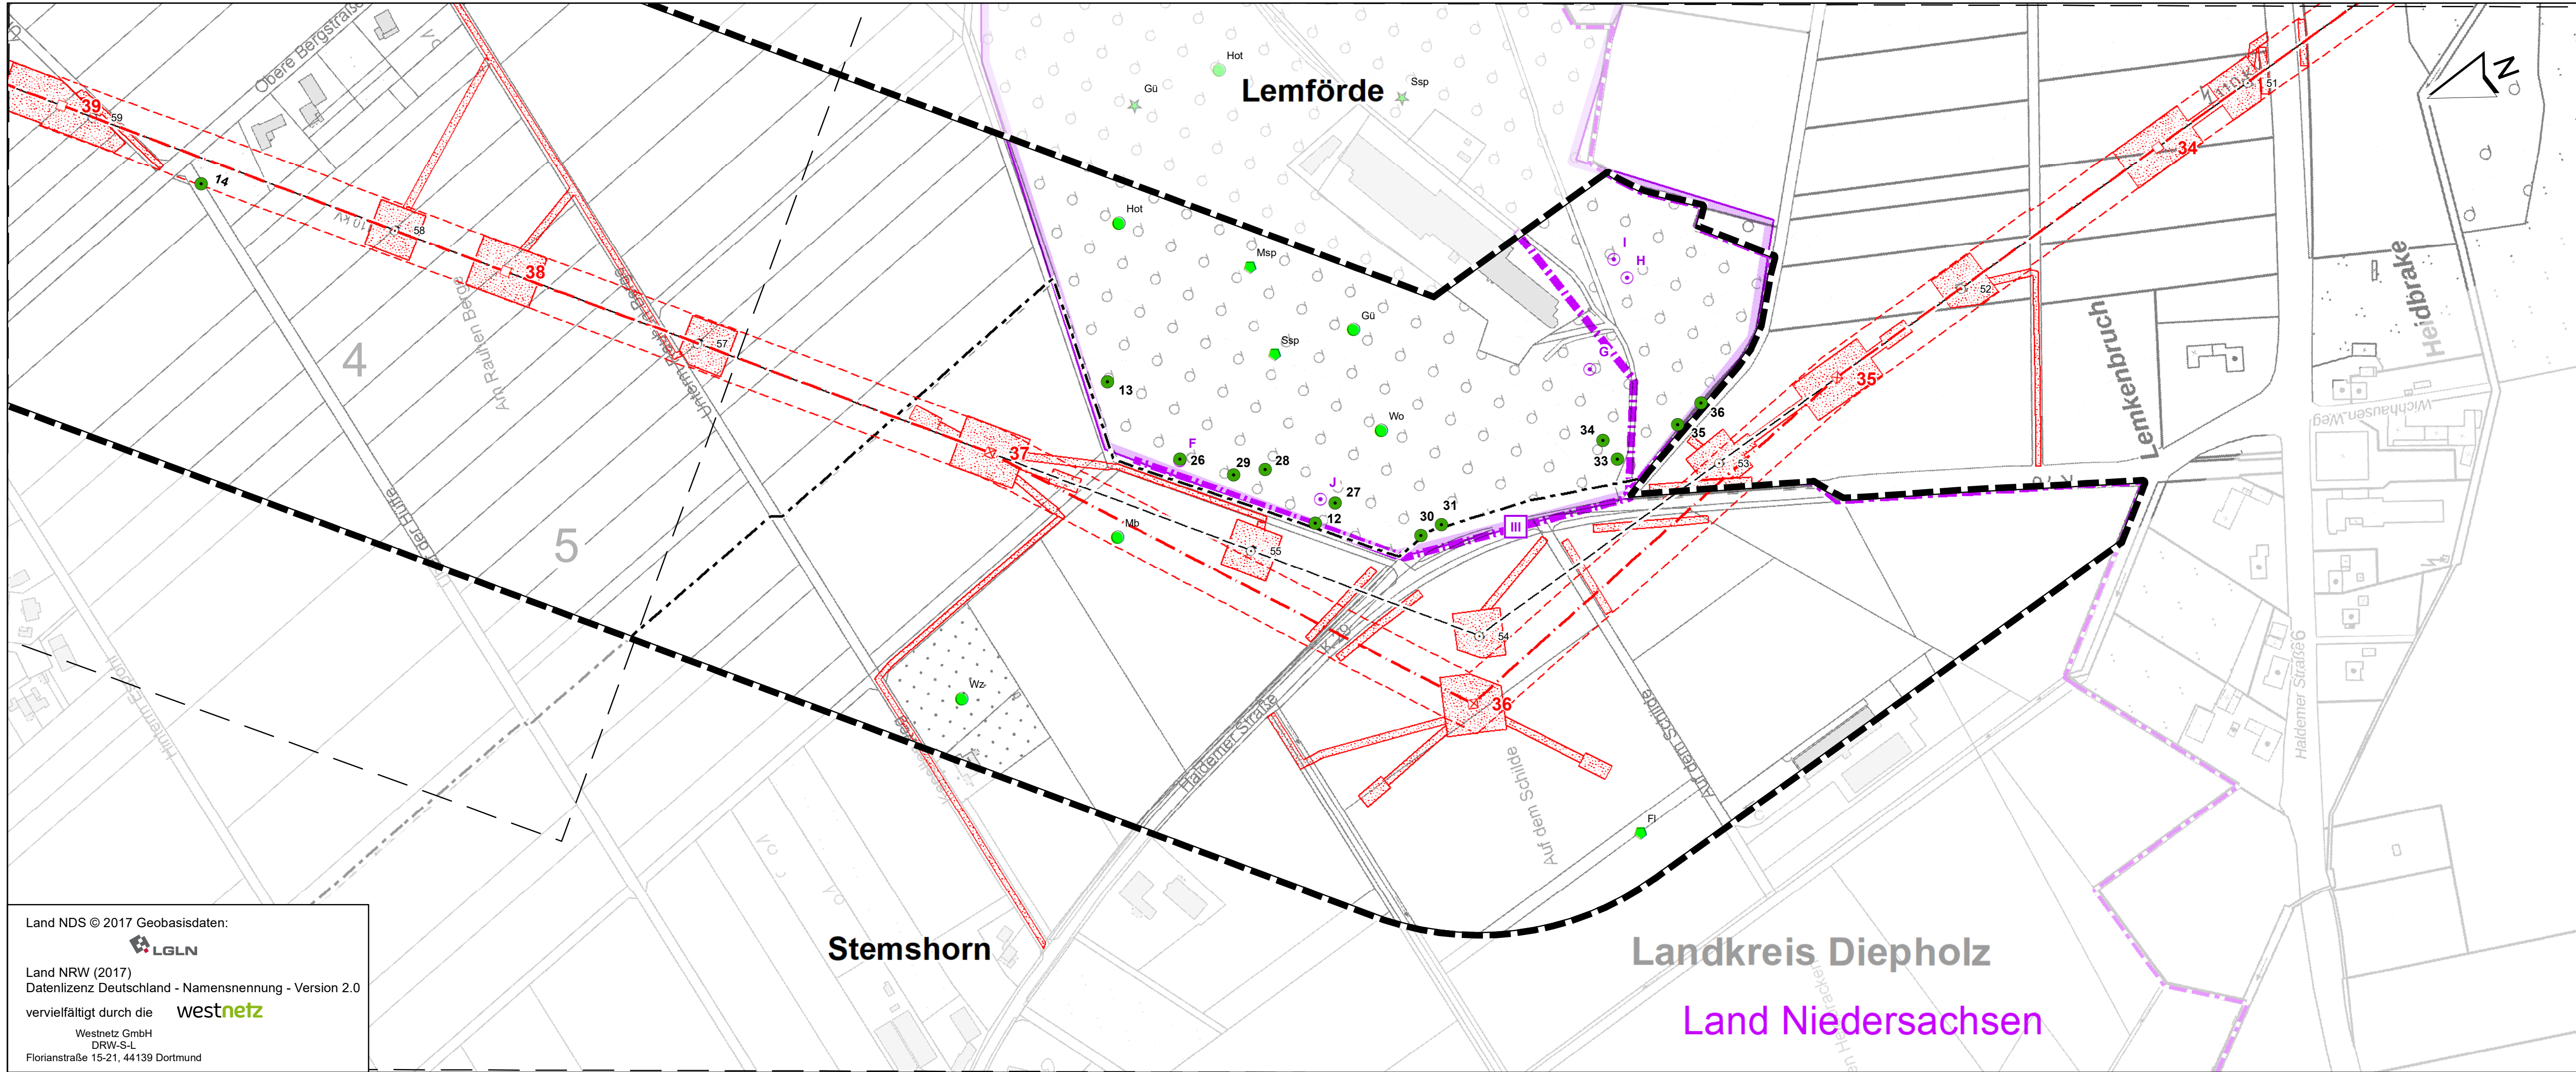 Obere Bergstraße
Hot
Gü
Lemförde
Ssp
N
39
59
14
110 kV
58
38
Am Rauhen Berge
57
4
5
Hot
Msp
Gü
Ssp
Wo
13
F
26
29
28
J
27
12
30
31
III
I
H
G
34
33
35
36
51
34
52
35
53
Lemkenbruch
Heidbrake
Wichhausen Weg
37
Mb
55
54
36
K 29
Wz
Haldemer Straße
Auf dem Schilde
Auf dem Schilde
Fl
Haldemer Straße
Stemshorn
Landkreis Diepholz
Land Niedersachsen
Land NDS © 2017 Geobasisdaten:
LGLN
Land NRW (2017)
Datenlizenz Deutschland - Namensnennung - Version 2.0
vervielfältigt durch die westnetz
Westnetz GmbH
DRW-S-L
Florianstraße 15-21, 44139 Dortmund